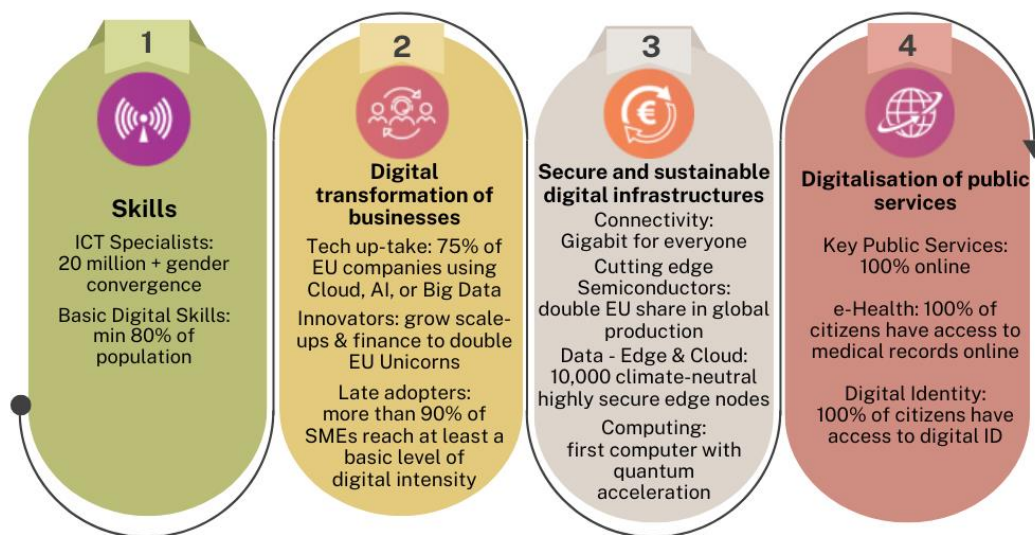 1
Skills
ICT Specialists:
20 million + gender
convergence
Basic Digital Skills:
min 80% of
population
2
Digital
transformation of
businesses
Tech up-take: 75% of
EU companies using
Cloud, AI, or Big Data
Innovators: grow scale-
ups & finance to double
EU Unicorns
Late adopters:
more than 90% of
SMEs reach at least a
basic level of
digital intensity
3
€
Secure and sustainable
digital infrastructures
Connectivity:
Gigabit for everyone
Cutting edge
Semiconductors:
double EU share in global
production
Data - Edge & Cloud:
10,000 climate-neutral
highly secure edge nodes
Computing:
first computer with
quantum
acceleration
4
Digitalisation of public
services
Key Public Services:
100% online
e-Health: 100% of
citizens have access to
medical records online
Digital Identity:
100% of citizens have
access to digital ID